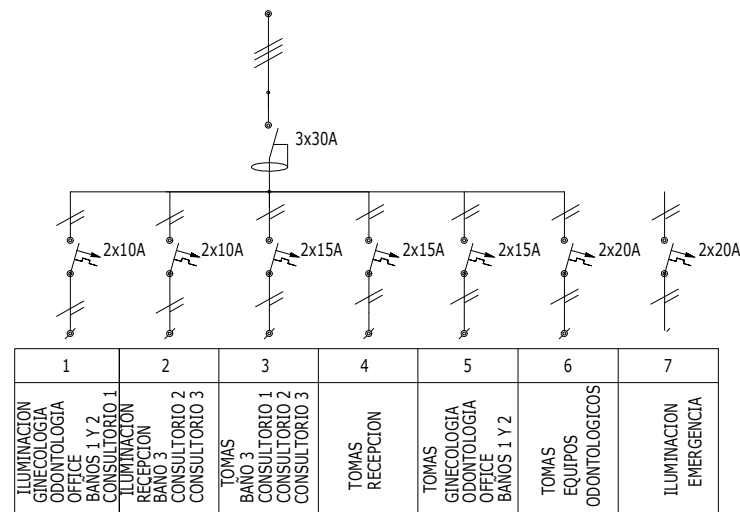 3x30A
2x10A
2x10A
2x15A
2x15A
2x15A
2x20A
2x20A
1
2
3
4
5
6
7
ILUMINACION
GINECOLOGIA
ODONTOLOGIA
OFFICE
BAÑOS 1 Y 2
CONSULTORIO 1
ILUMINACION
RECEPCION
BAÑO 3
CONSULTORIO 2
CONSULTORIO 3
TOMAS
BAÑO 3
CONSULTORIO 1
CONSULTORIO 2
CONSULTORIO 3
TOMAS
RECEPCION
TOMAS
GINECOLOGIA
ODONTOLOGIA
OFFICE
BAÑOS 1 Y 2
TOMAS
EQUIPOS
ODONTOLOGICOS
ILUMINACION
EMERGENCIA